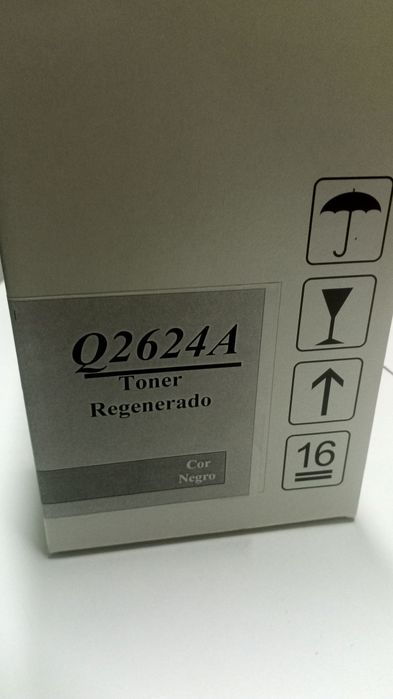 Q2624A
Toner
Regenerado
Cor
Negro
16